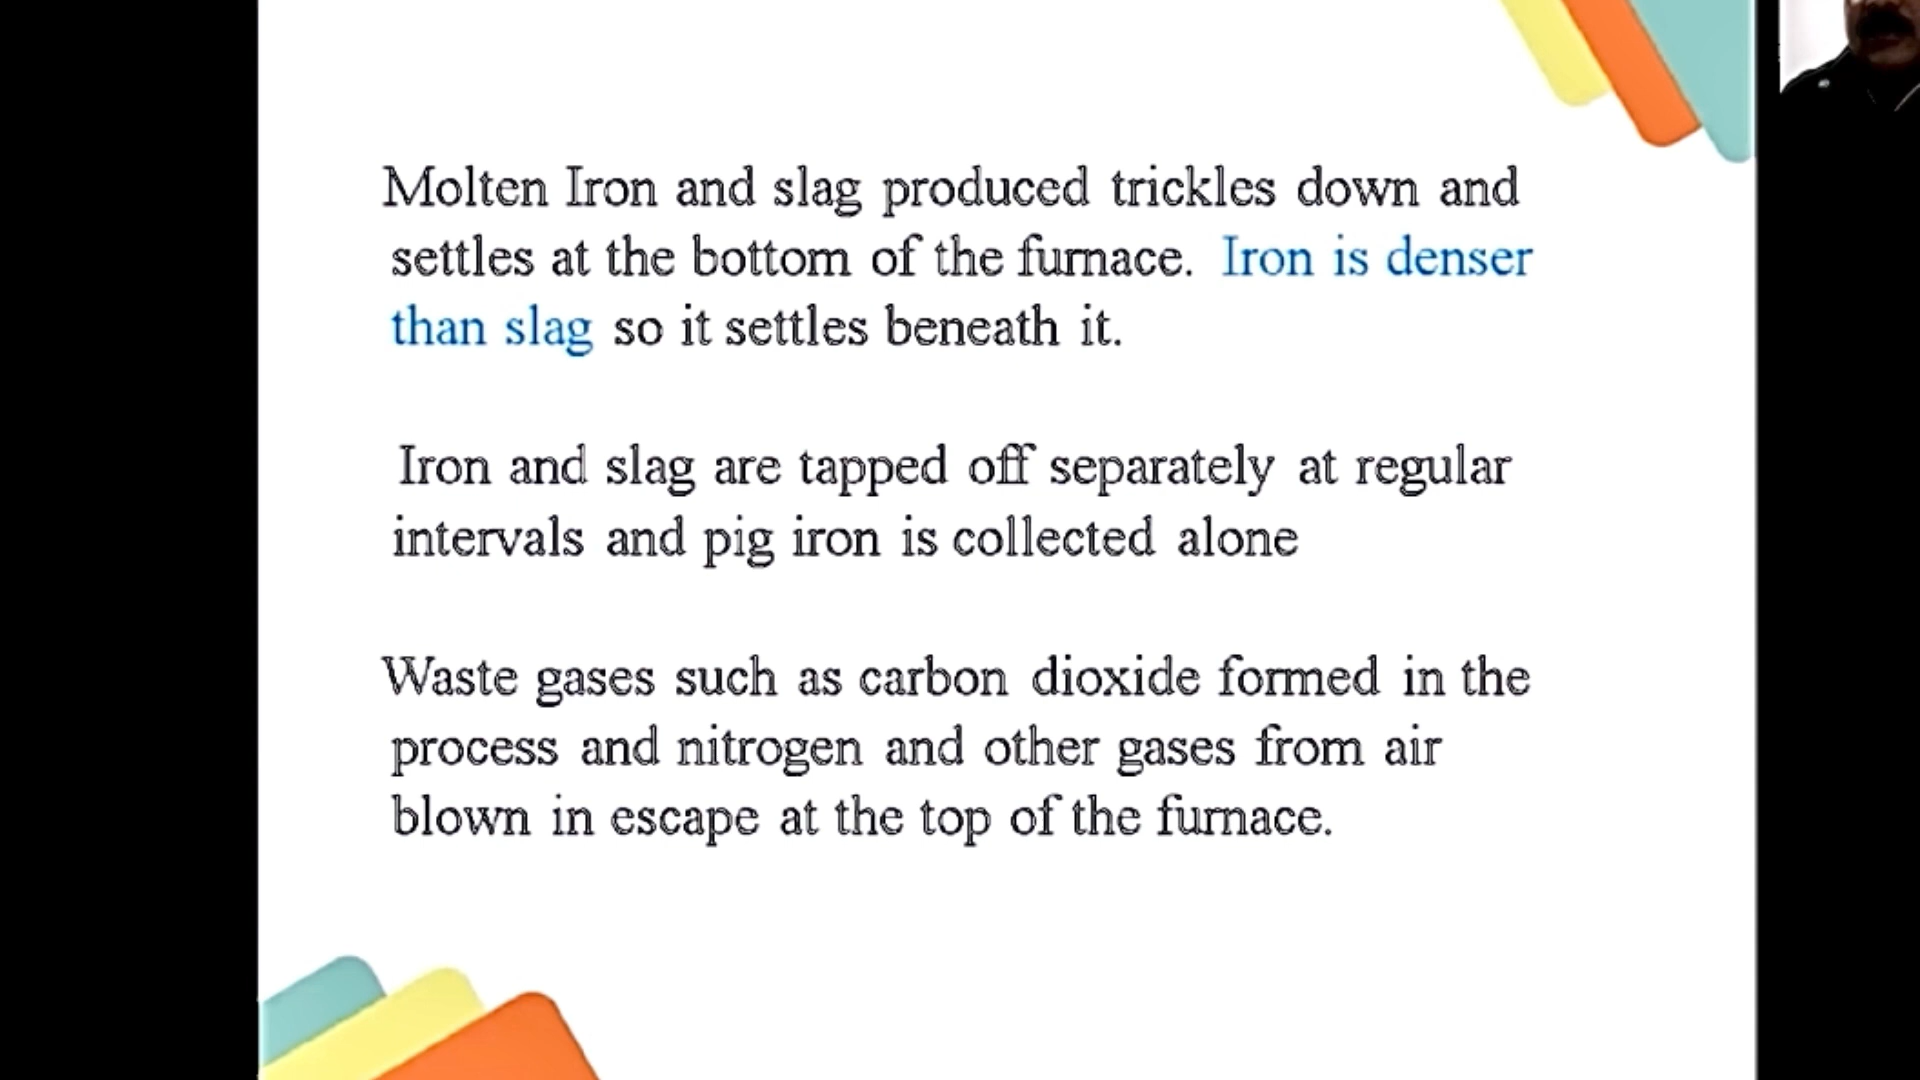 Molten Iron and slag produced trickles down and
settles at the bottom of the furnace. Iron is denser
than slag so it settles beneath it.
Iron and slag are tapped off separately at regular
intervals and pig iron is collected alone
Waste gases such as carbon dioxide formed in the
process and nitrogen and other gases from air
blown in escape at the top of the furnace.